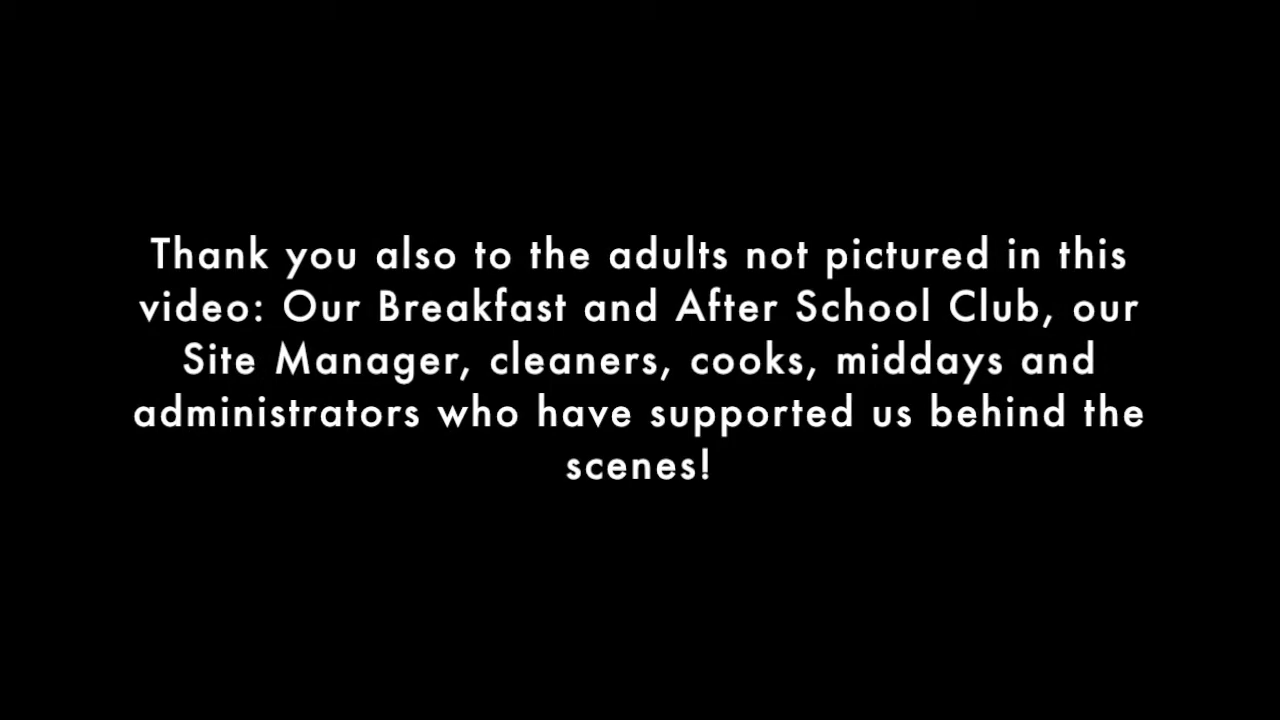 Thank you also to the adults not pictured in this
video: Our Breakfast and After School Club, our
Site Manager, cleaners, cooks, middays and
administrators who have supported us behind the
scenes!